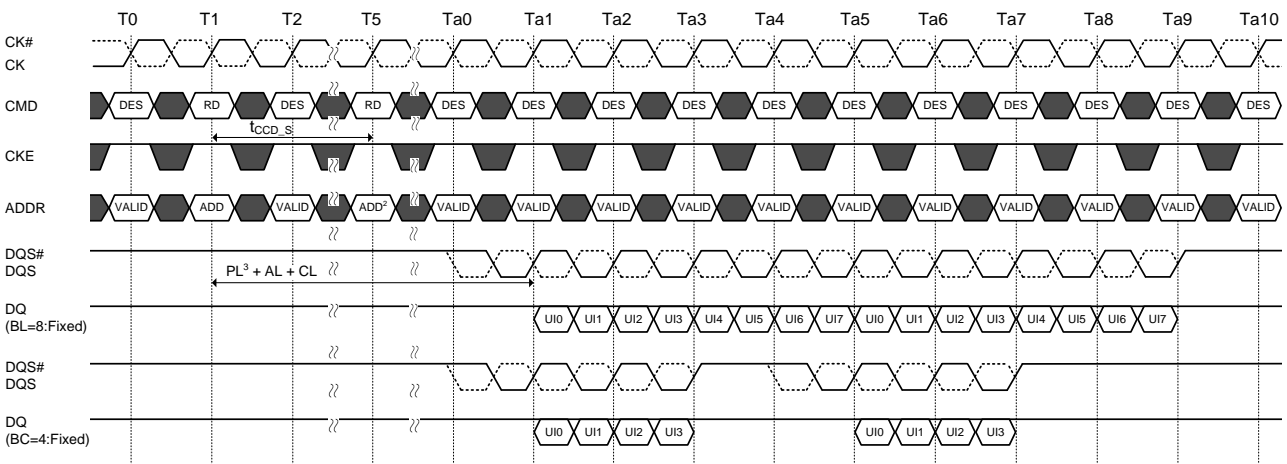 T0 T1 T2 T5 Ta0 Ta1 Ta2 Ta3 Ta4 Ta5 Ta6 Ta7 Ta8 Ta9 Ta10
CK#
CK
CMD DES RD DES RD DES DES DES DES DES DES DES DES DES DES DES
tCCD_S
CKE
ADDR VALID ADD VALID ADD² VALID VALID VALID VALID VALID VALID VALID VALID VALID VALID VALID
DQS#
DQS
PL³ + AL + CL
DQ
(BL=8:Fixed) UI0 UI1 UI2 UI3 UI4 UI5 UI6 UI7 UI0 UI1 UI2 UI3 UI4 UI5 UI6 UI7
DQS#
DQS
DQ
(BC=4:Fixed) UI0 UI1 UI2 UI3 UI0 UI1 UI2 UI3